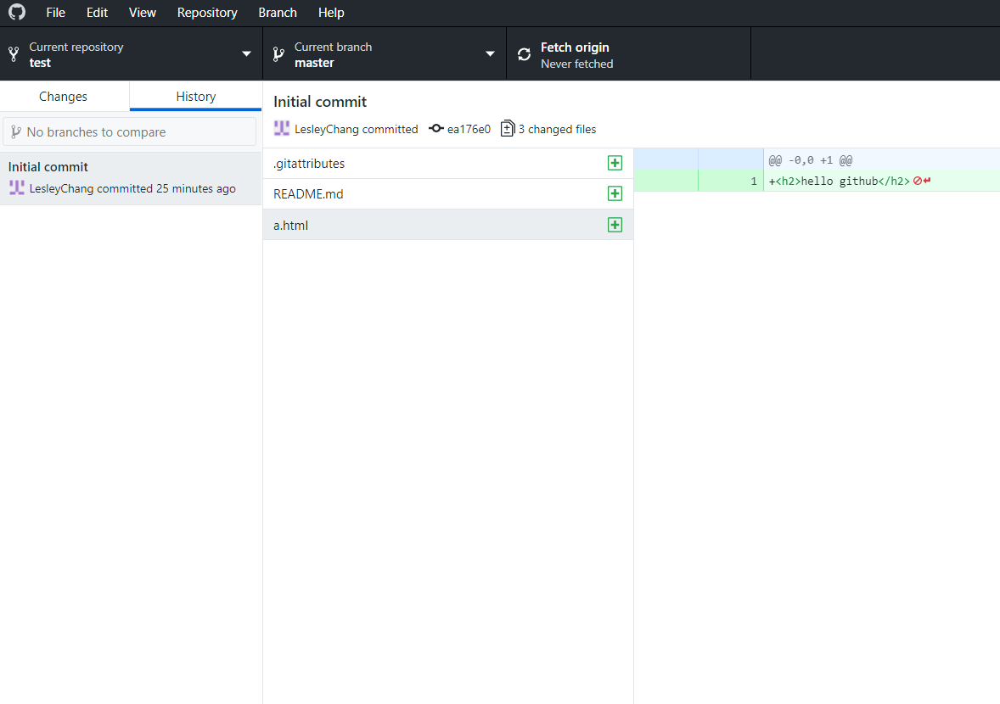 File Edit View Repository Branch Help
Current repository
test
Current branch
master
Fetch origin
Never fetched
Changes
History
No branches to compare
Initial commit
LesleyChang committed 25 minutes ago
Initial commit
LesleyChang committed ea176e0 3 changed files
.gitattributes
README.md
a.html
@@ -0,0 +1 @@
1 +<h2>hello github</h2>